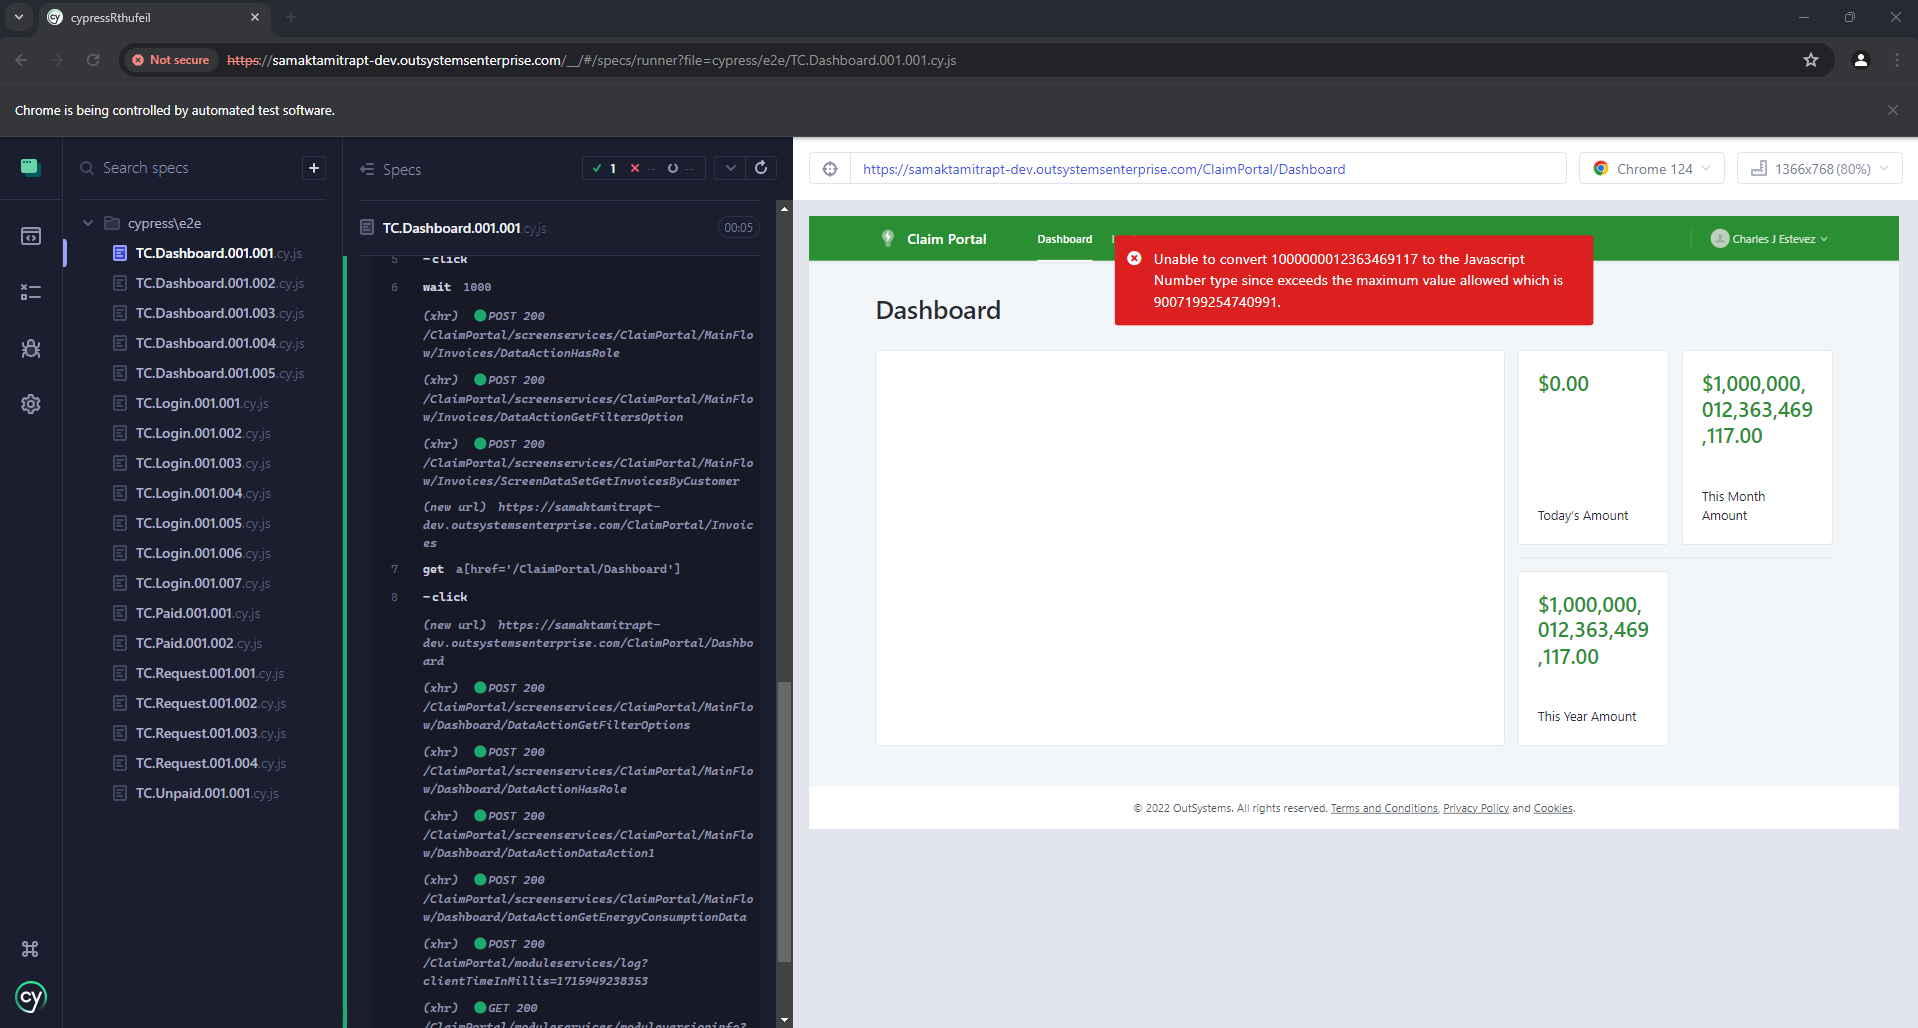 cypressRthufeil
Not secure
https://samaktamitrapt-dev.outsystemsenterprise.com/__/#/specs/runner?file=cypress/e2e/TC.Dashboard.001.001.cy.js
Chrome is being controlled by automated test software.
Search specs
+
cypress\e2e
TC.Dashboard.001.001.cy.js
TC.Dashboard.001.002.cy.js
TC.Dashboard.001.003.cy.js
TC.Dashboard.001.004.cy.js
TC.Dashboard.001.005.cy.js
TC.Login.001.001.cy.js
TC.Login.001.002.cy.js
TC.Login.001.003.cy.js
TC.Login.001.004.cy.js
TC.Login.001.005.cy.js
TC.Login.001.006.cy.js
TC.Login.001.007.cy.js
TC.Paid.001.001.cy.js
TC.Paid.001.002.cy.js
TC.Request.001.001.cy.js
TC.Request.001.002.cy.js
TC.Request.001.003.cy.js
TC.Request.001.004.cy.js
TC.Unpaid.001.001.cy.js
cy
Specs
1 -- --
TC.Dashboard.001.001.cy.js 00:05
5 -click
6 wait 1000
(xhr) POST 200
/ClaimPortal/screenservices/ClaimPortal/MainFlo
w/Invoices/DataActionHasRole
(xhr) POST 200
/ClaimPortal/screenservices/ClaimPortal/MainFlo
w/Invoices/DataActionGetFiltersOption
(xhr) POST 200
/ClaimPortal/screenservices/ClaimPortal/MainFlo
w/Invoices/ScreenDataSetGetInvoicesByCustomer
(new url) https://samaktamitrapt-
dev.outsystemsenterprise.com/ClaimPortal/Invoic
es
7 get a[href='/ClaimPortal/Dashboard']
8 -click
(new url) https://samaktamitrapt-
dev.outsystemsenterprise.com/ClaimPortal/Dashbo
ard
(xhr) POST 200
/ClaimPortal/screenservices/ClaimPortal/MainFlo
w/Dashboard/DataActionGetFilterOptions
(xhr) POST 200
/ClaimPortal/screenservices/ClaimPortal/MainFlo
w/Dashboard/DataActionHasRole
(xhr) POST 200
/ClaimPortal/screenservices/ClaimPortal/MainFlo
w/Dashboard/DataActionDataAction1
(xhr) POST 200
/ClaimPortal/screenservices/ClaimPortal/MainFlo
w/Dashboard/DataActionGetEnergyConsumptionData
(xhr) POST 200
/ClaimPortal/moduleservices/log?
clientTimeInMillis=1715949238353
(xhr) GET 200
/ClaimPortal/moduleservices/moduleversioninfo?
https://samaktamitrapt-dev.outsystemsenterprise.com/ClaimPortal/Dashboard
Chrome 124
1366x768 (80%)
Claim Portal
Dashboard
Charles J Estevez
Unable to convert 1000000012363469117 to the Javascript
Number type since exceeds the maximum value allowed which is
9007199254740991.
Dashboard
$0.00
Today's Amount
$1,000,000,
012,363,469
,117.00
This Month
Amount
$1,000,000,
012,363,469
,117.00
This Year Amount
© 2022 OutSystems. All rights reserved. Terms and Conditions, Privacy Policy and Cookies.